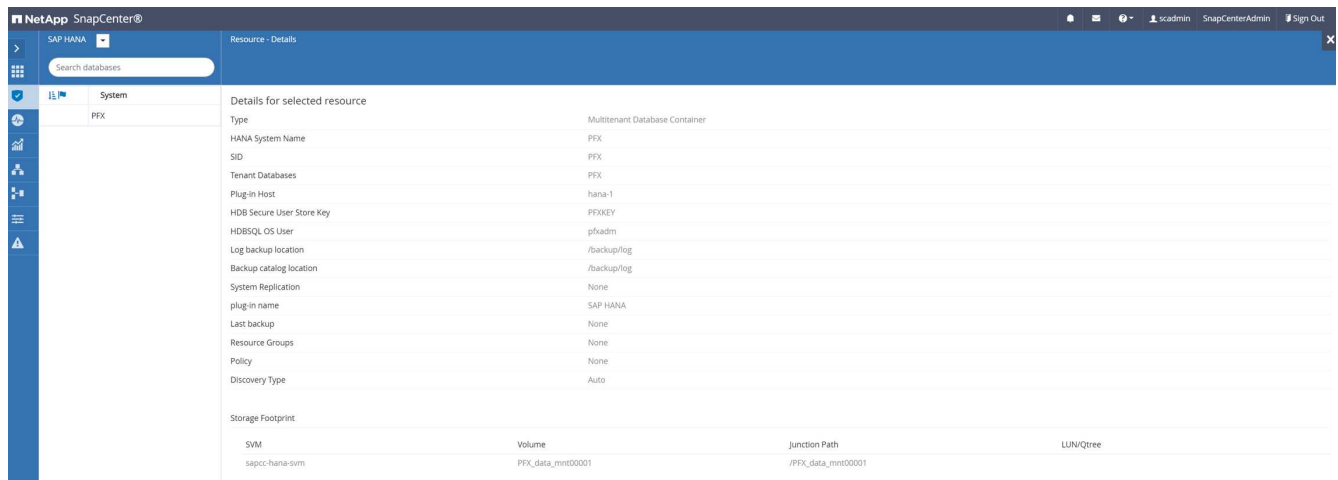 NetApp SnapCenter®
scadmin SnapCenterAdmin Sign Out
SAP HANA
Resource - Details
Search databases
System
PFX
Details for selected resource
Type Multitenant Database Container
HANA System Name PFX
SID PFX
Tenant Databases PFX
Plug-in Host hana-1
HDB Secure User Store Key PFXKEY
HDBSQL OS User pfxadm
Log backup location /backup/log
Backup catalog location /backup/log
System Replication None
plug-in name SAP HANA
Last backup None
Resource Groups None
Policy None
Discovery Type Auto
Storage Footprint
SVM Volume Junction Path LUN/Qtree
sapcc-hana-svm PFX_data_mnt00001 /PFX_data_mnt00001